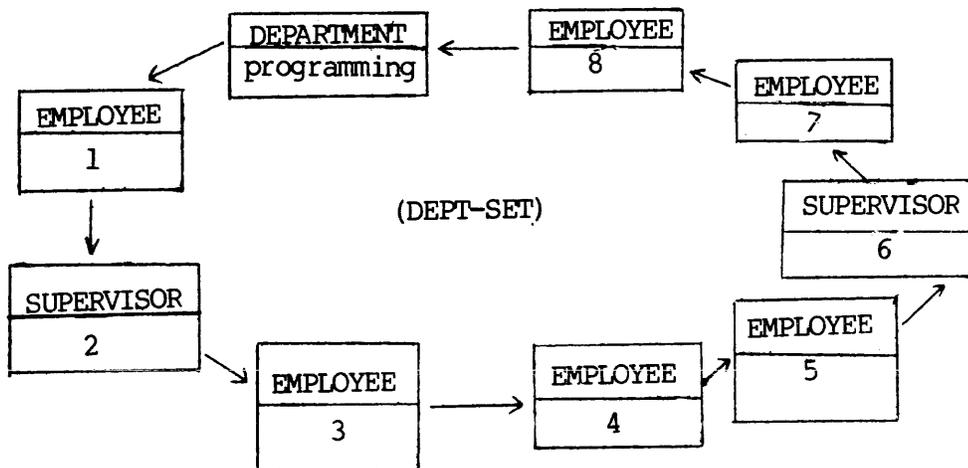 DEPARTMENT
programming
EMPLOYEE
8
EMPLOYEE
7
EMPLOYEE
1
(DEPT-SET)
SUPERVISOR
6
SUPERVISOR
2
EMPLOYEE
3
EMPLOYEE
4
EMPLOYEE
5